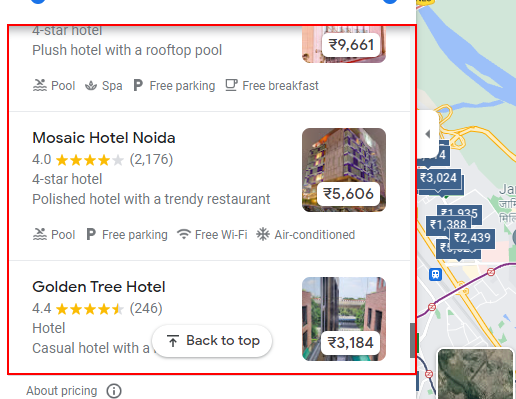 4-star hotel
Plush hotel with a rooftop pool
₹9,661
Pool Spa Free parking Free breakfast
Mosaic Hotel Noida
4.0 (2,176)
4-star hotel
Polished hotel with a trendy restaurant
₹5,606
Pool Free parking Free Wi-Fi Air-conditioned
Golden Tree Hotel
4.4 (246)
Hotel
Casual hotel with a
Back to top
₹3,184
About pricing
₹3,024
₹1,935
₹1,388
₹2,439